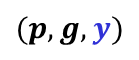 (p, g, y)